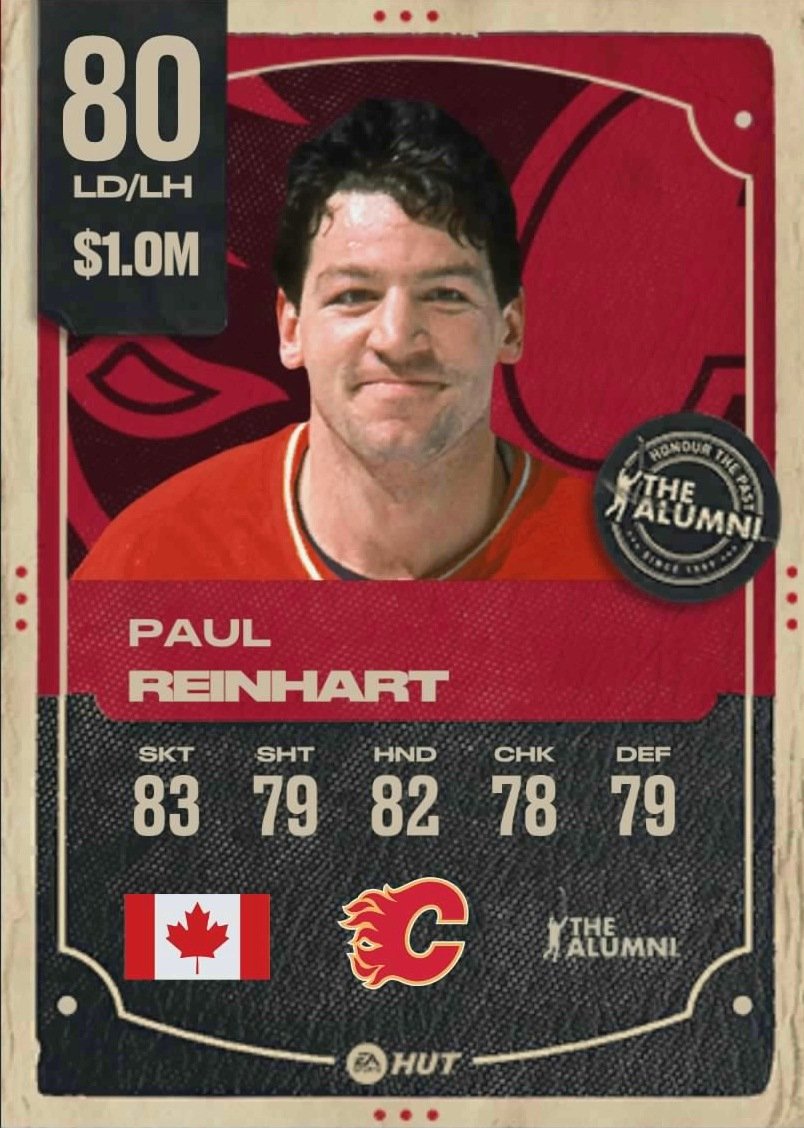 80
LD/LH
$1.0M
HONOUR THE PAST
THE
ALUMNI
PAUL
REINHART
SKT SHT HND CHK DEF
83 79 82 78 79
C
THE
ALUMNI
EA
HUT